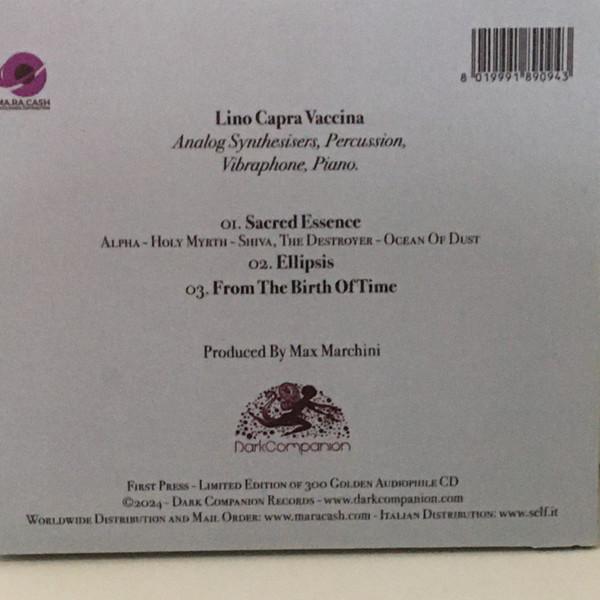 MA.RA.CASH
8 019991 890943
Lino Capra Vaccina
Analog Synthesisers, Percussion,
Vibraphone, Piano.
01. Sacred Essence
Alpha - Holy Myrth - Shiva, The Destroyer - Ocean Of Dust
02. Ellipsis
03. From The Birth Of Time
Produced By Max Marchini
DarkCompanion
First Press - Limited Edition of 300 Golden Audiophile CD
©2024 - Dark Companion Records - www.darkcompanion.com
Worldwide Distribution and Mail Order: www.maracash.com - Italian Distribution: www.self.it